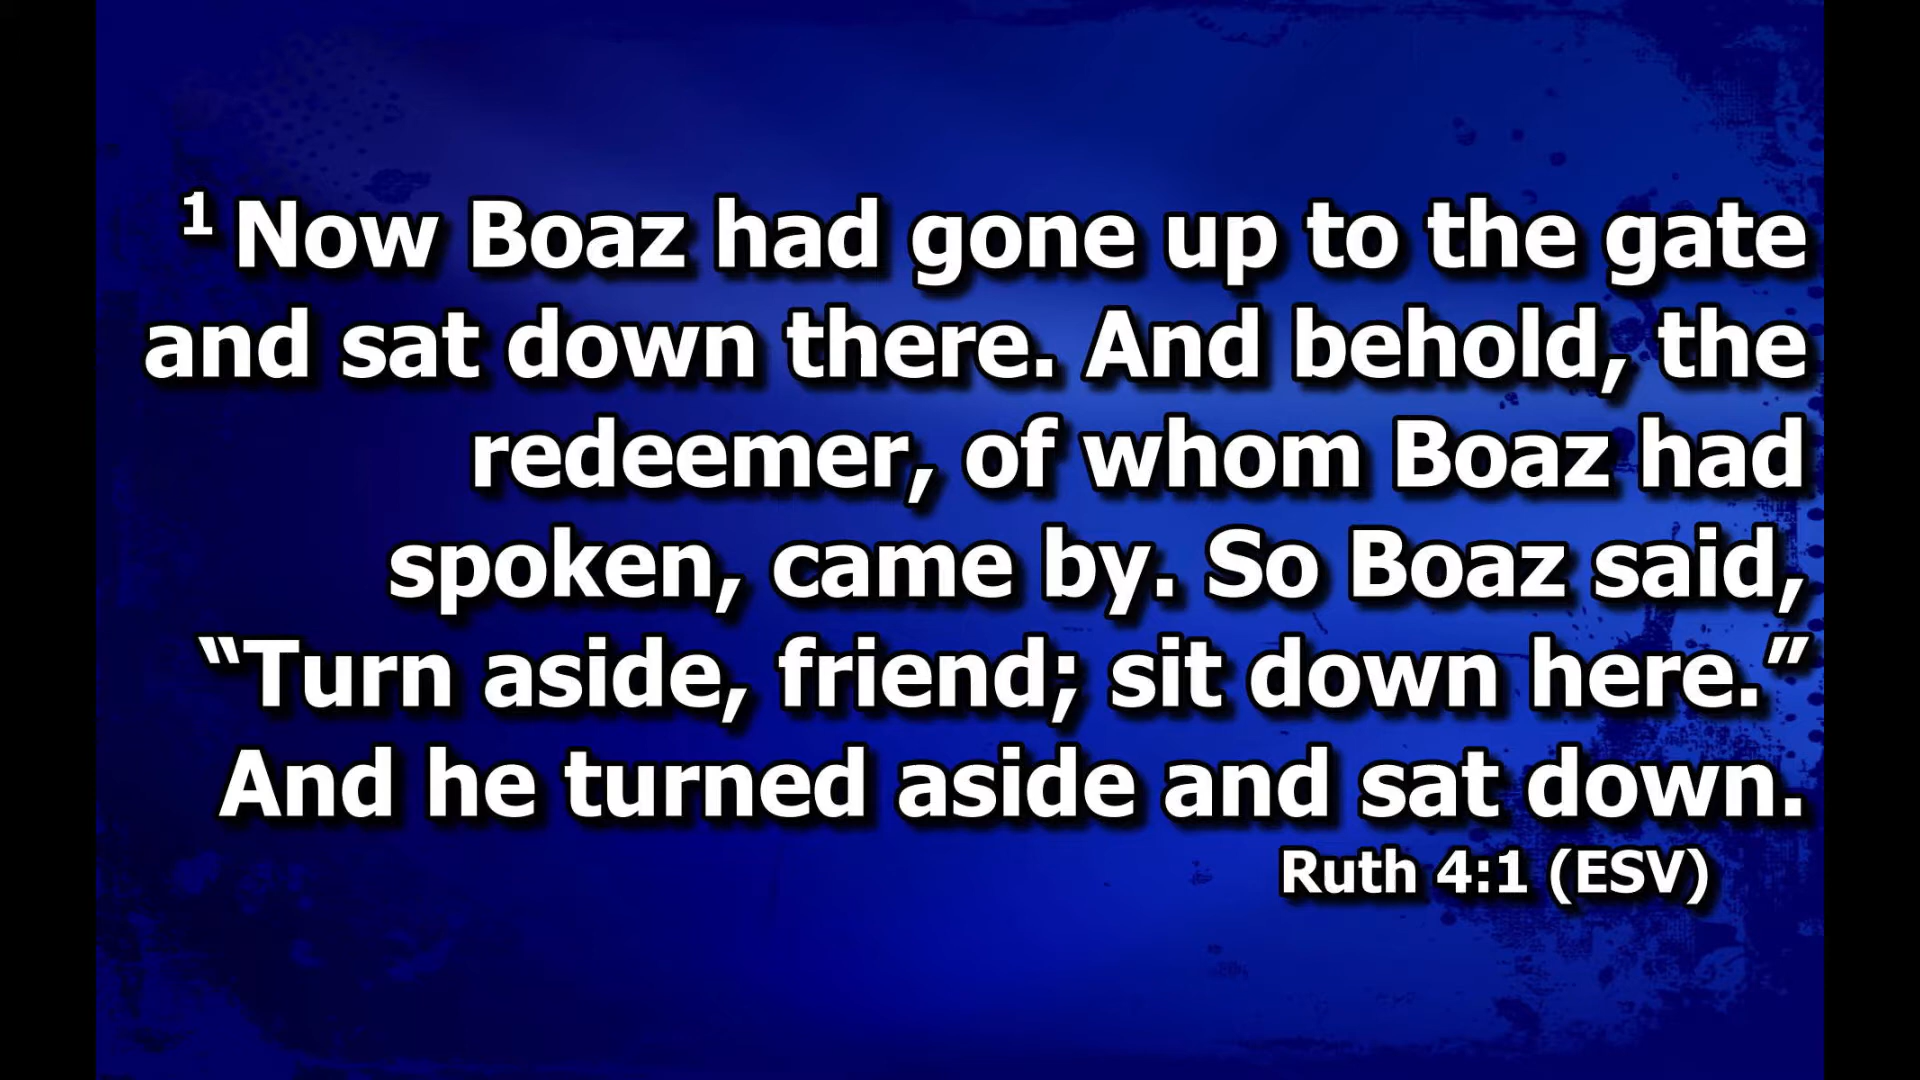 1 Now Boaz had gone up to the gate
and sat down there. And behold, the
redeemer, of whom Boaz had
spoken, came by. So Boaz said,
“Turn aside, friend; sit down here.”
And he turned aside and sat down.
Ruth 4:1 (ESV)